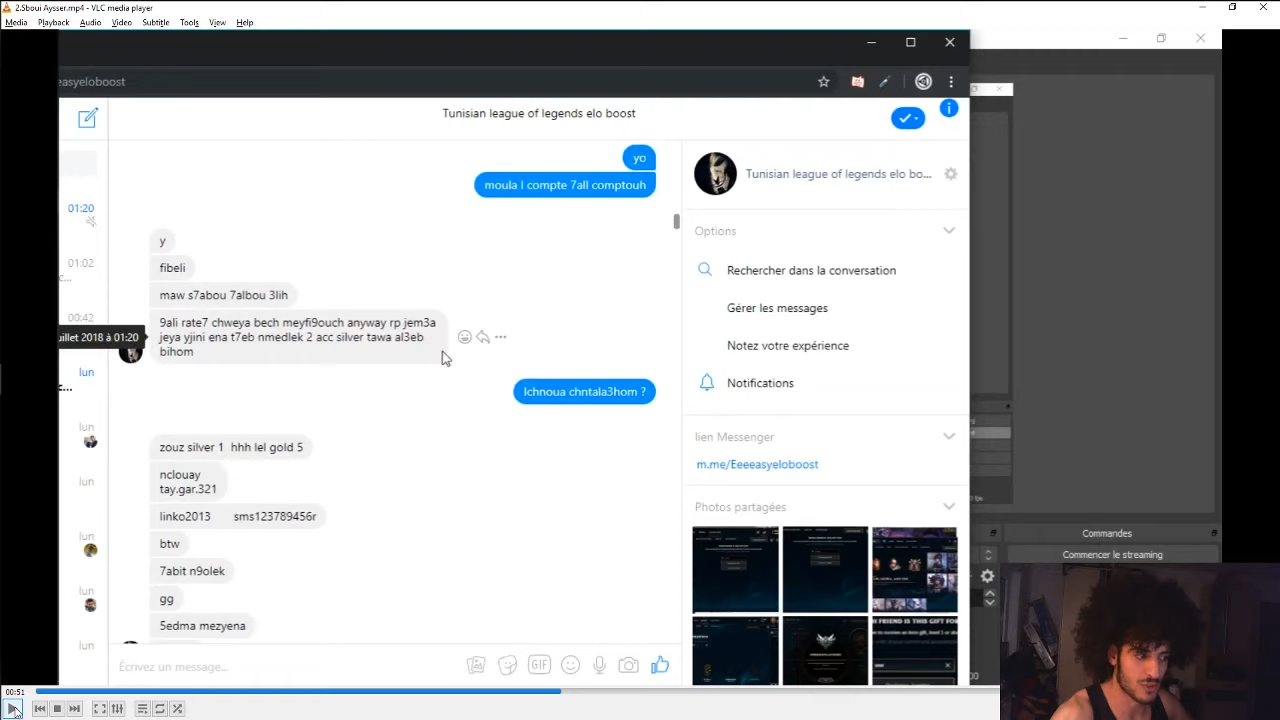 2.Sboui Aysser.mp4 - VLC media player
Media Playback Audio Video Subtitle Tools View Help
easyeloboost
Tunisian league of legends elo boost
yo
moula l compte 7all comptouh
Tunisian league of legends elo bo...
01:20
y
Options
fibeli
01:02
Rechercher dans la conversation
maw s7abou 7albou 3lih
Gérer les messages
00:42
9ali rate7 chweya bech meyfi9ouch anyway rp jem3a
jeya yjini ena t7eb nmedlek 2 acc silver tawa al3eb
bihom
uillet 2018 à 01:20
Notez votre expérience
lun
Notifications
lchnoua chntala3hom ?
lun
lien Messenger
zouz silver 1 hhh lel gold 5
m.me/Eeeeasyeloboost
nclouay
tay.gar.321
lun
Photos partagées
linko2013 sms123789456r
lun
btw
7abit n9olek
lun
gg
5edma mezyena
lun
Écrivez un message...
GIF
Commandes
Commencer le streaming
00:51